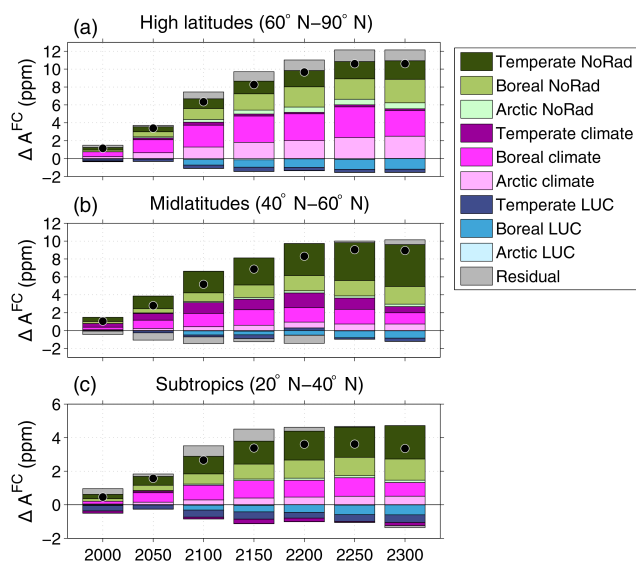 (a) High latitudes (60° N−90° N)
12
10
8
6
4
2
0
−2
Δ A^FC (ppm)
(b) Midlatitudes (40° N−60° N)
12
10
8
6
4
2
0
−2
Δ A^FC (ppm)
(c) Subtropics (20° N−40° N)
6
4
2
0
−2
Δ A^FC (ppm)
2000 2050 2100 2150 2200 2250 2300
Temperate NoRad
Boreal NoRad
Arctic NoRad
Temperate climate
Boreal climate
Arctic climate
Temperate LUC
Boreal LUC
Arctic LUC
Residual